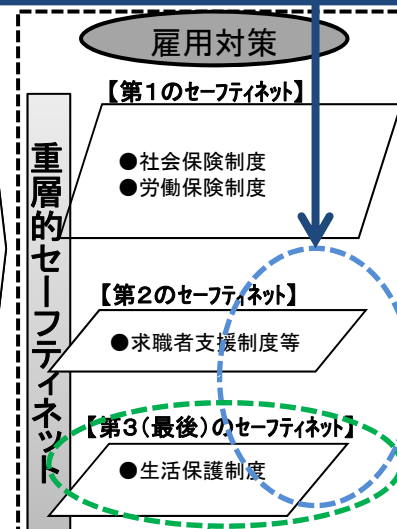 雇用対策
【第1のセーフティネット】
●社会保険制度
●労働保険制度
重層的セーフティネット
【第2のセーフティネット】
●求職者支援制度等
【第3(最後)のセーフティネット】
●生活保護制度